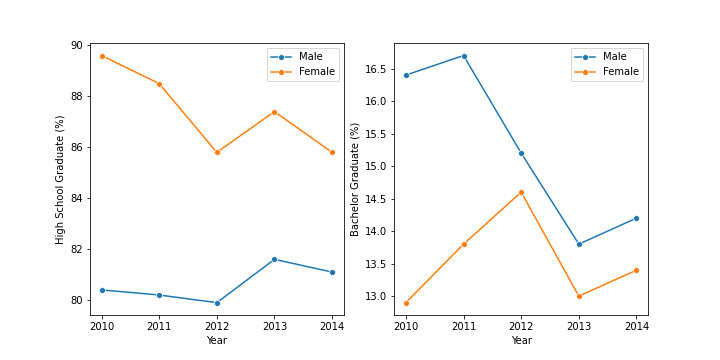 90
88
86
84
82
80
High School Graduate (%)
2010 2011 2012 2013 2014
Year
Male
Female
16.5
16.0
15.5
15.0
14.5
14.0
13.5
13.0
Bachelor Graduate (%)
2010 2011 2012 2013 2014
Year
Male
Female